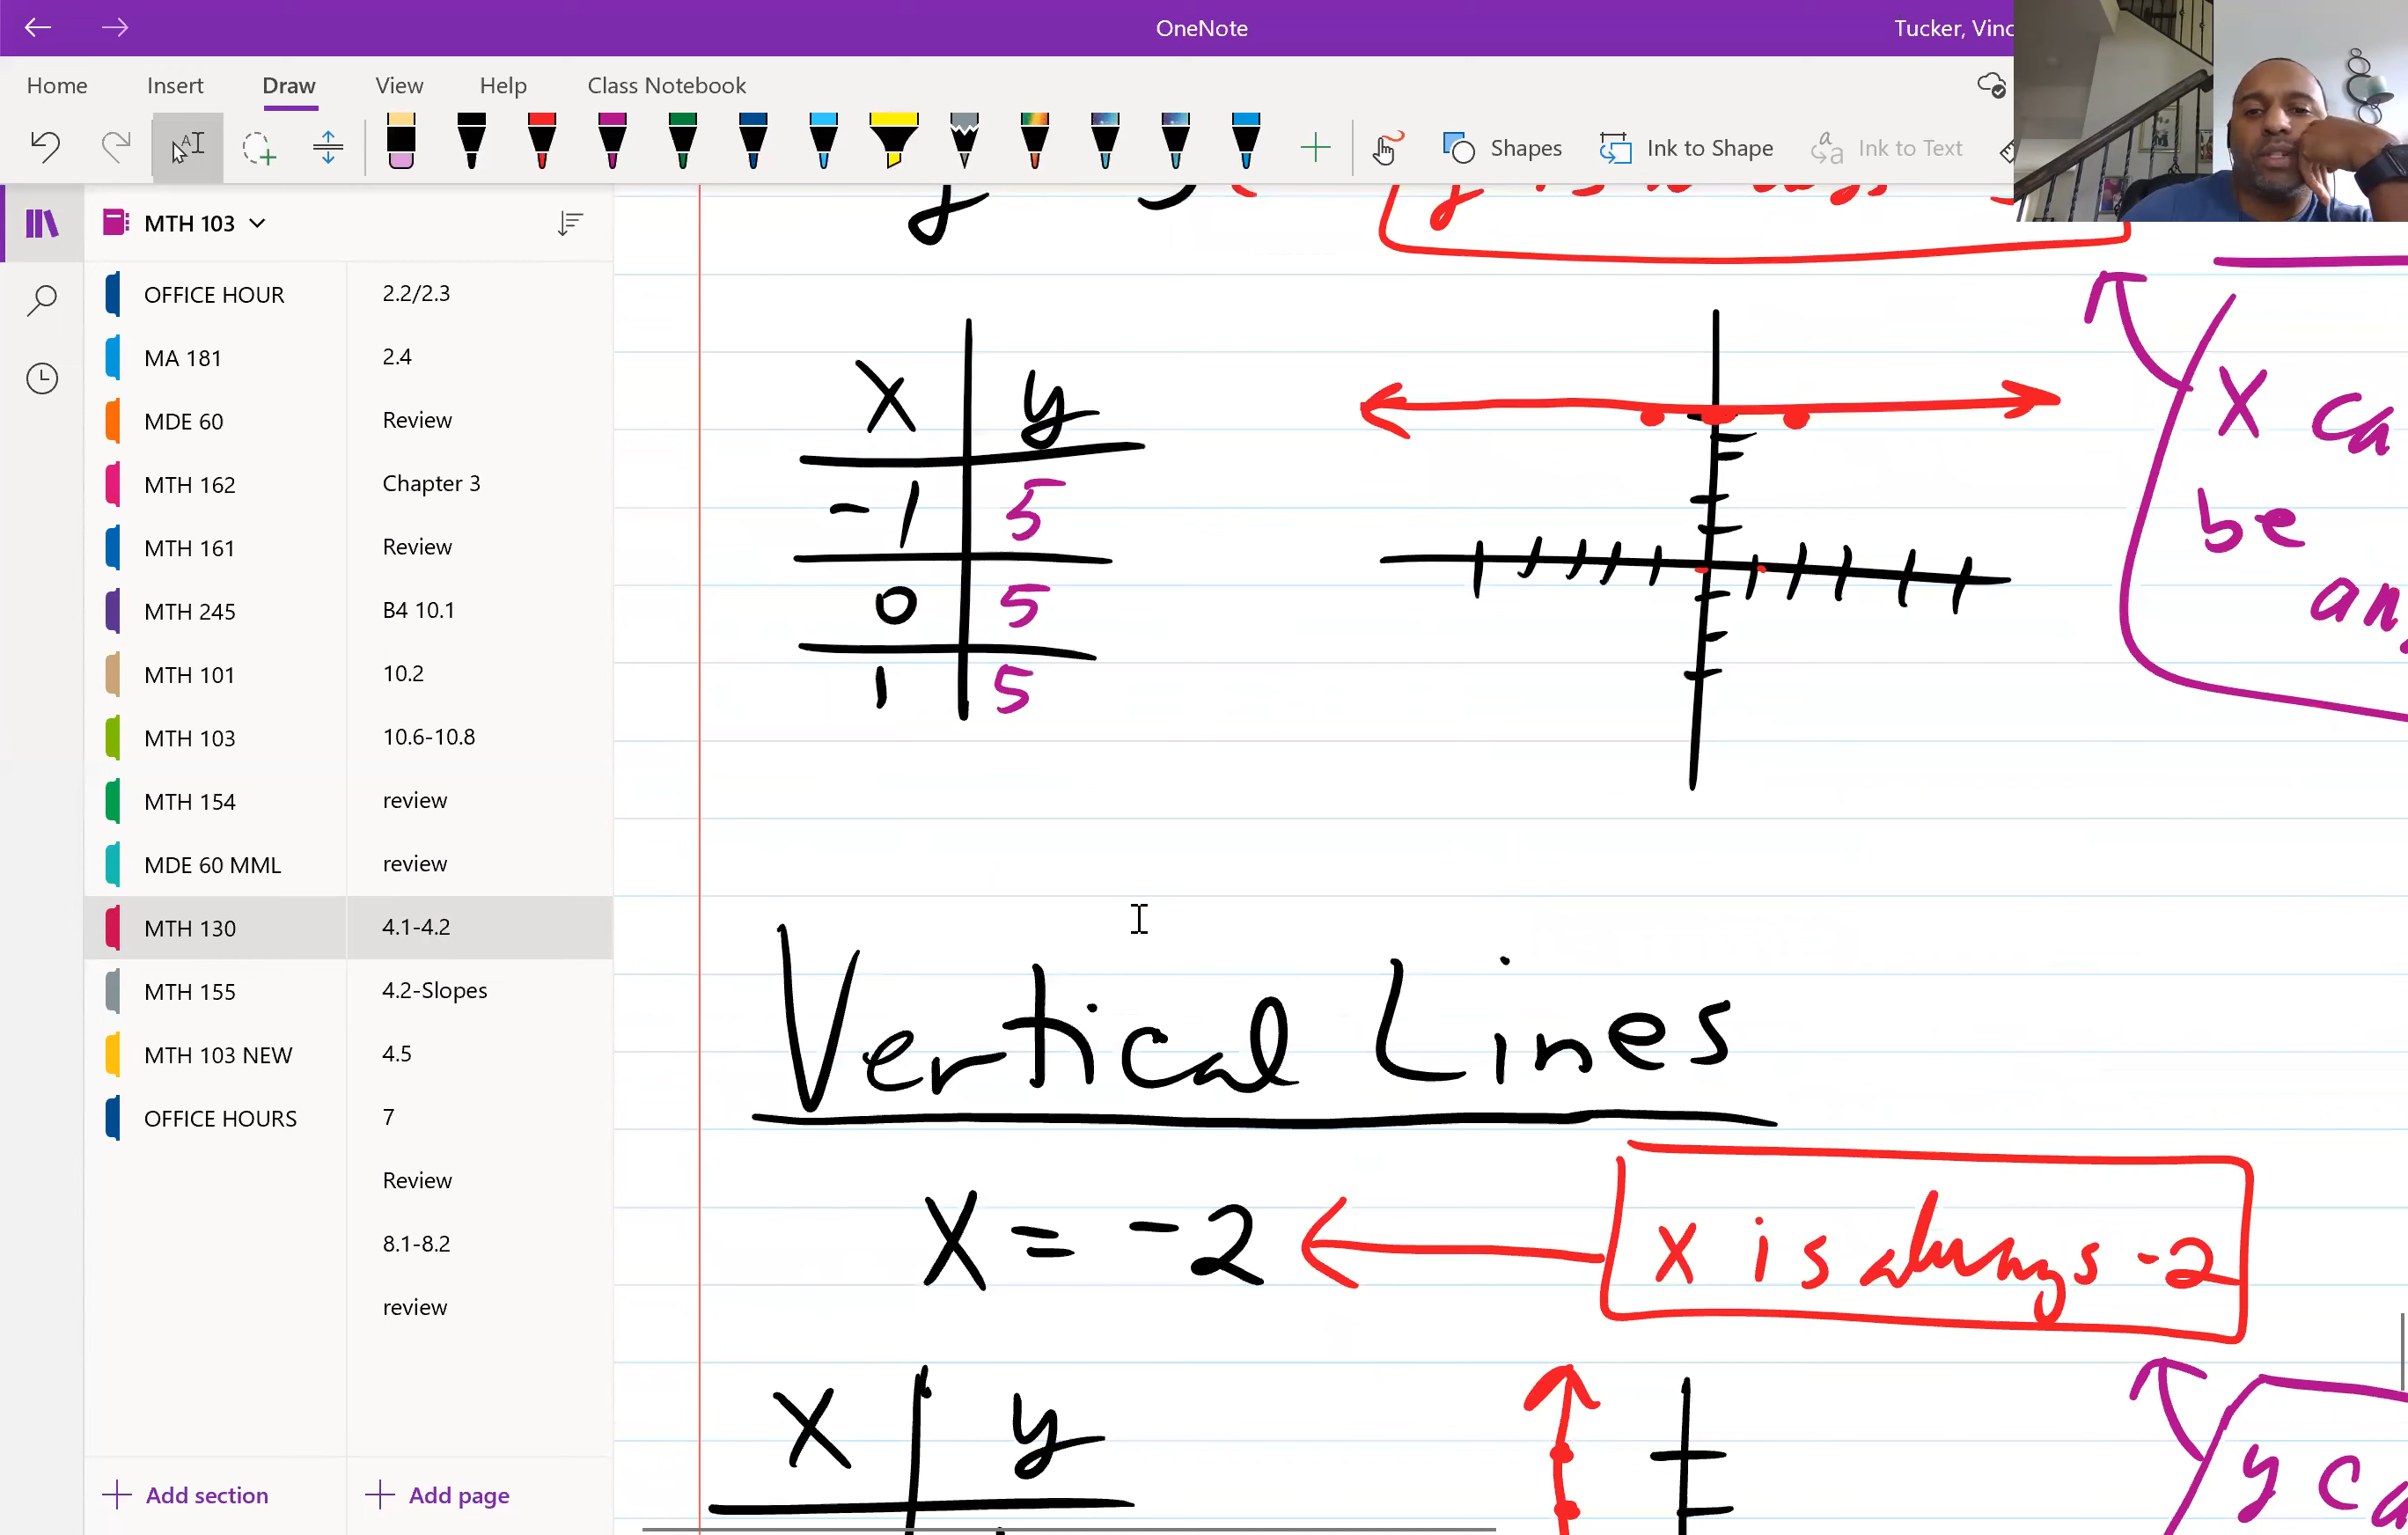 OneNote
Tucker, Vinc
Home Insert Draw View Help Class Notebook
Shapes Ink to Shape Ink to Text
MTH 103
OFFICE HOUR
MA 181
MDE 60
MTH 162
MTH 161
MTH 245
MTH 101
MTH 103
MTH 154
MDE 60 MML
MTH 130
MTH 155
MTH 103 NEW
OFFICE HOURS
Add section
2.2/2.3
2.4
Review
Chapter 3
Review
B4 10.1
10.2
10.6-10.8
review
review
4.1-4.2
4.2-Slopes
4.5
7
Review
8.1-8.2
review
Add page
x y
-1 5
0 5
1 5
x ca
be
an
Vertical Lines
x = -2
x is always -2
x y
y ca